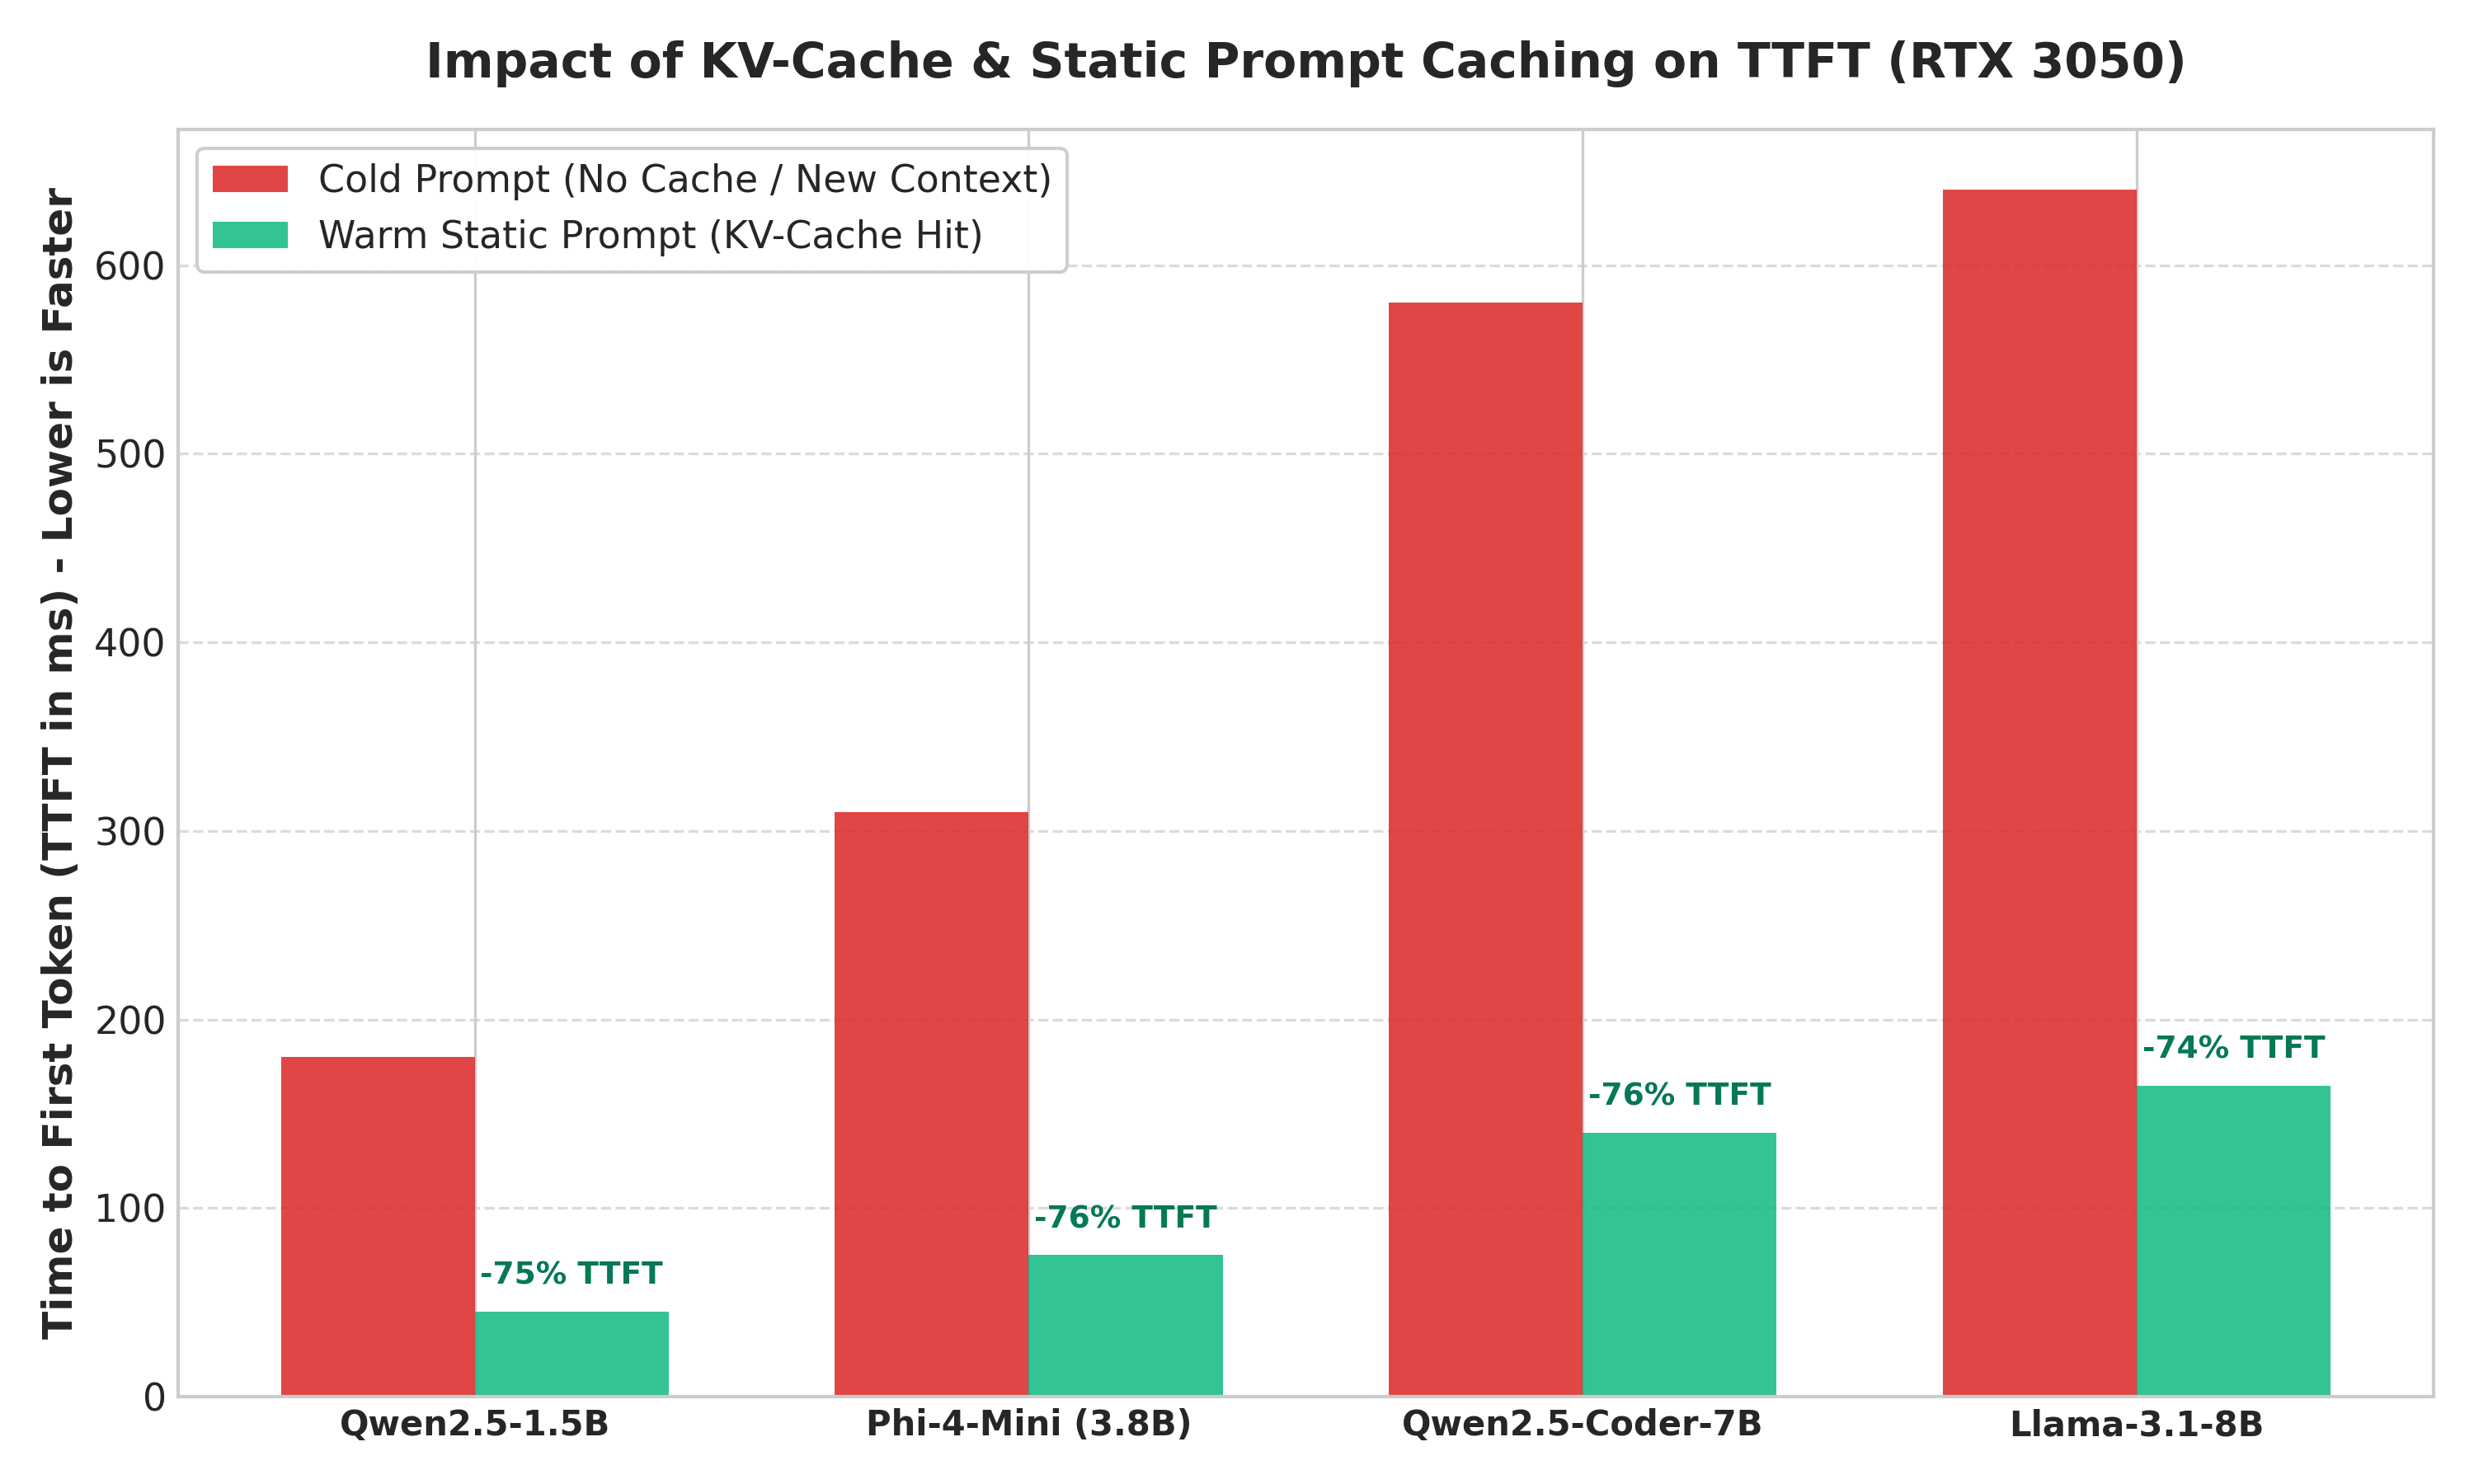 Impact of KV-Cache & Static Prompt Caching on TTFT (RTX 3050)
Cold Prompt (No Cache / New Context)
Warm Static Prompt (KV-Cache Hit)
Time to First Token (TTFT in ms) - Lower is Faster
600
500
400
300
200
100
0
-75% TTFT
-76% TTFT
-76% TTFT
-74% TTFT
Qwen2.5-1.5B
Phi-4-Mini (3.8B)
Qwen2.5-Coder-7B
Llama-3.1-8B